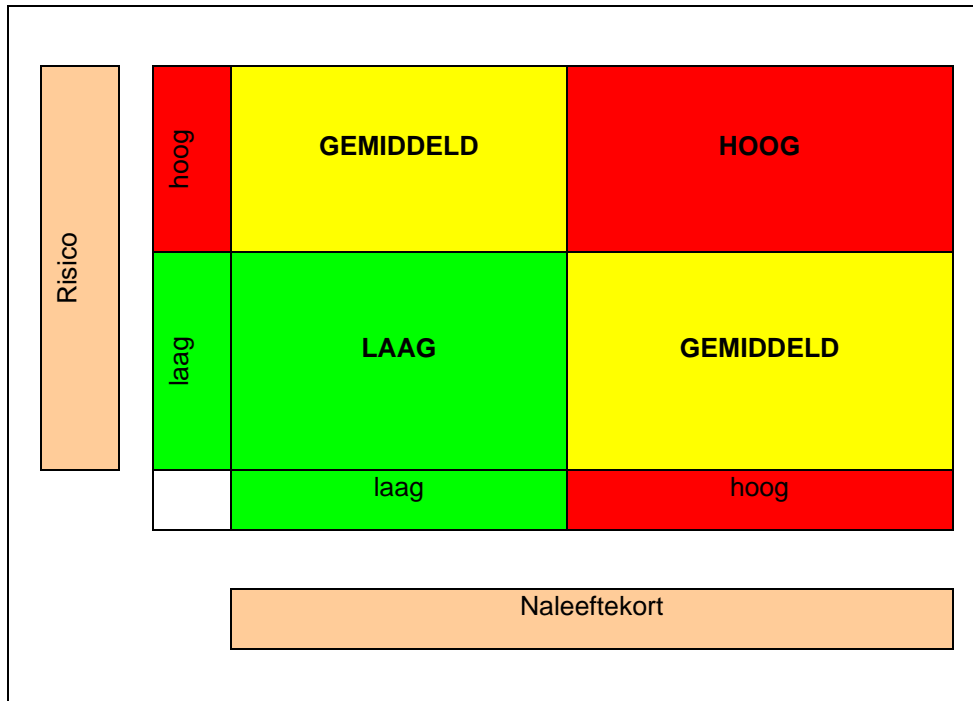 Risico
hoog
GEMIDDELD
HOOG
laag
LAAG
GEMIDDELD
laag
hoog
Naleeftekort